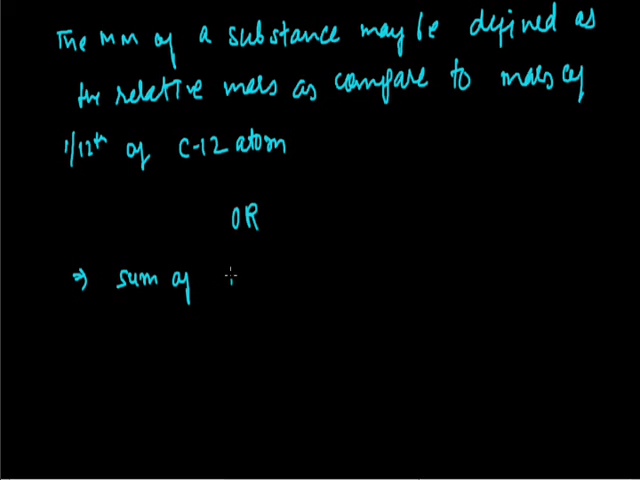 The MM of a substance may be defined as
the relative mass as compare to mass of
1/12th of C-12 atom
OR
⇒ sum of